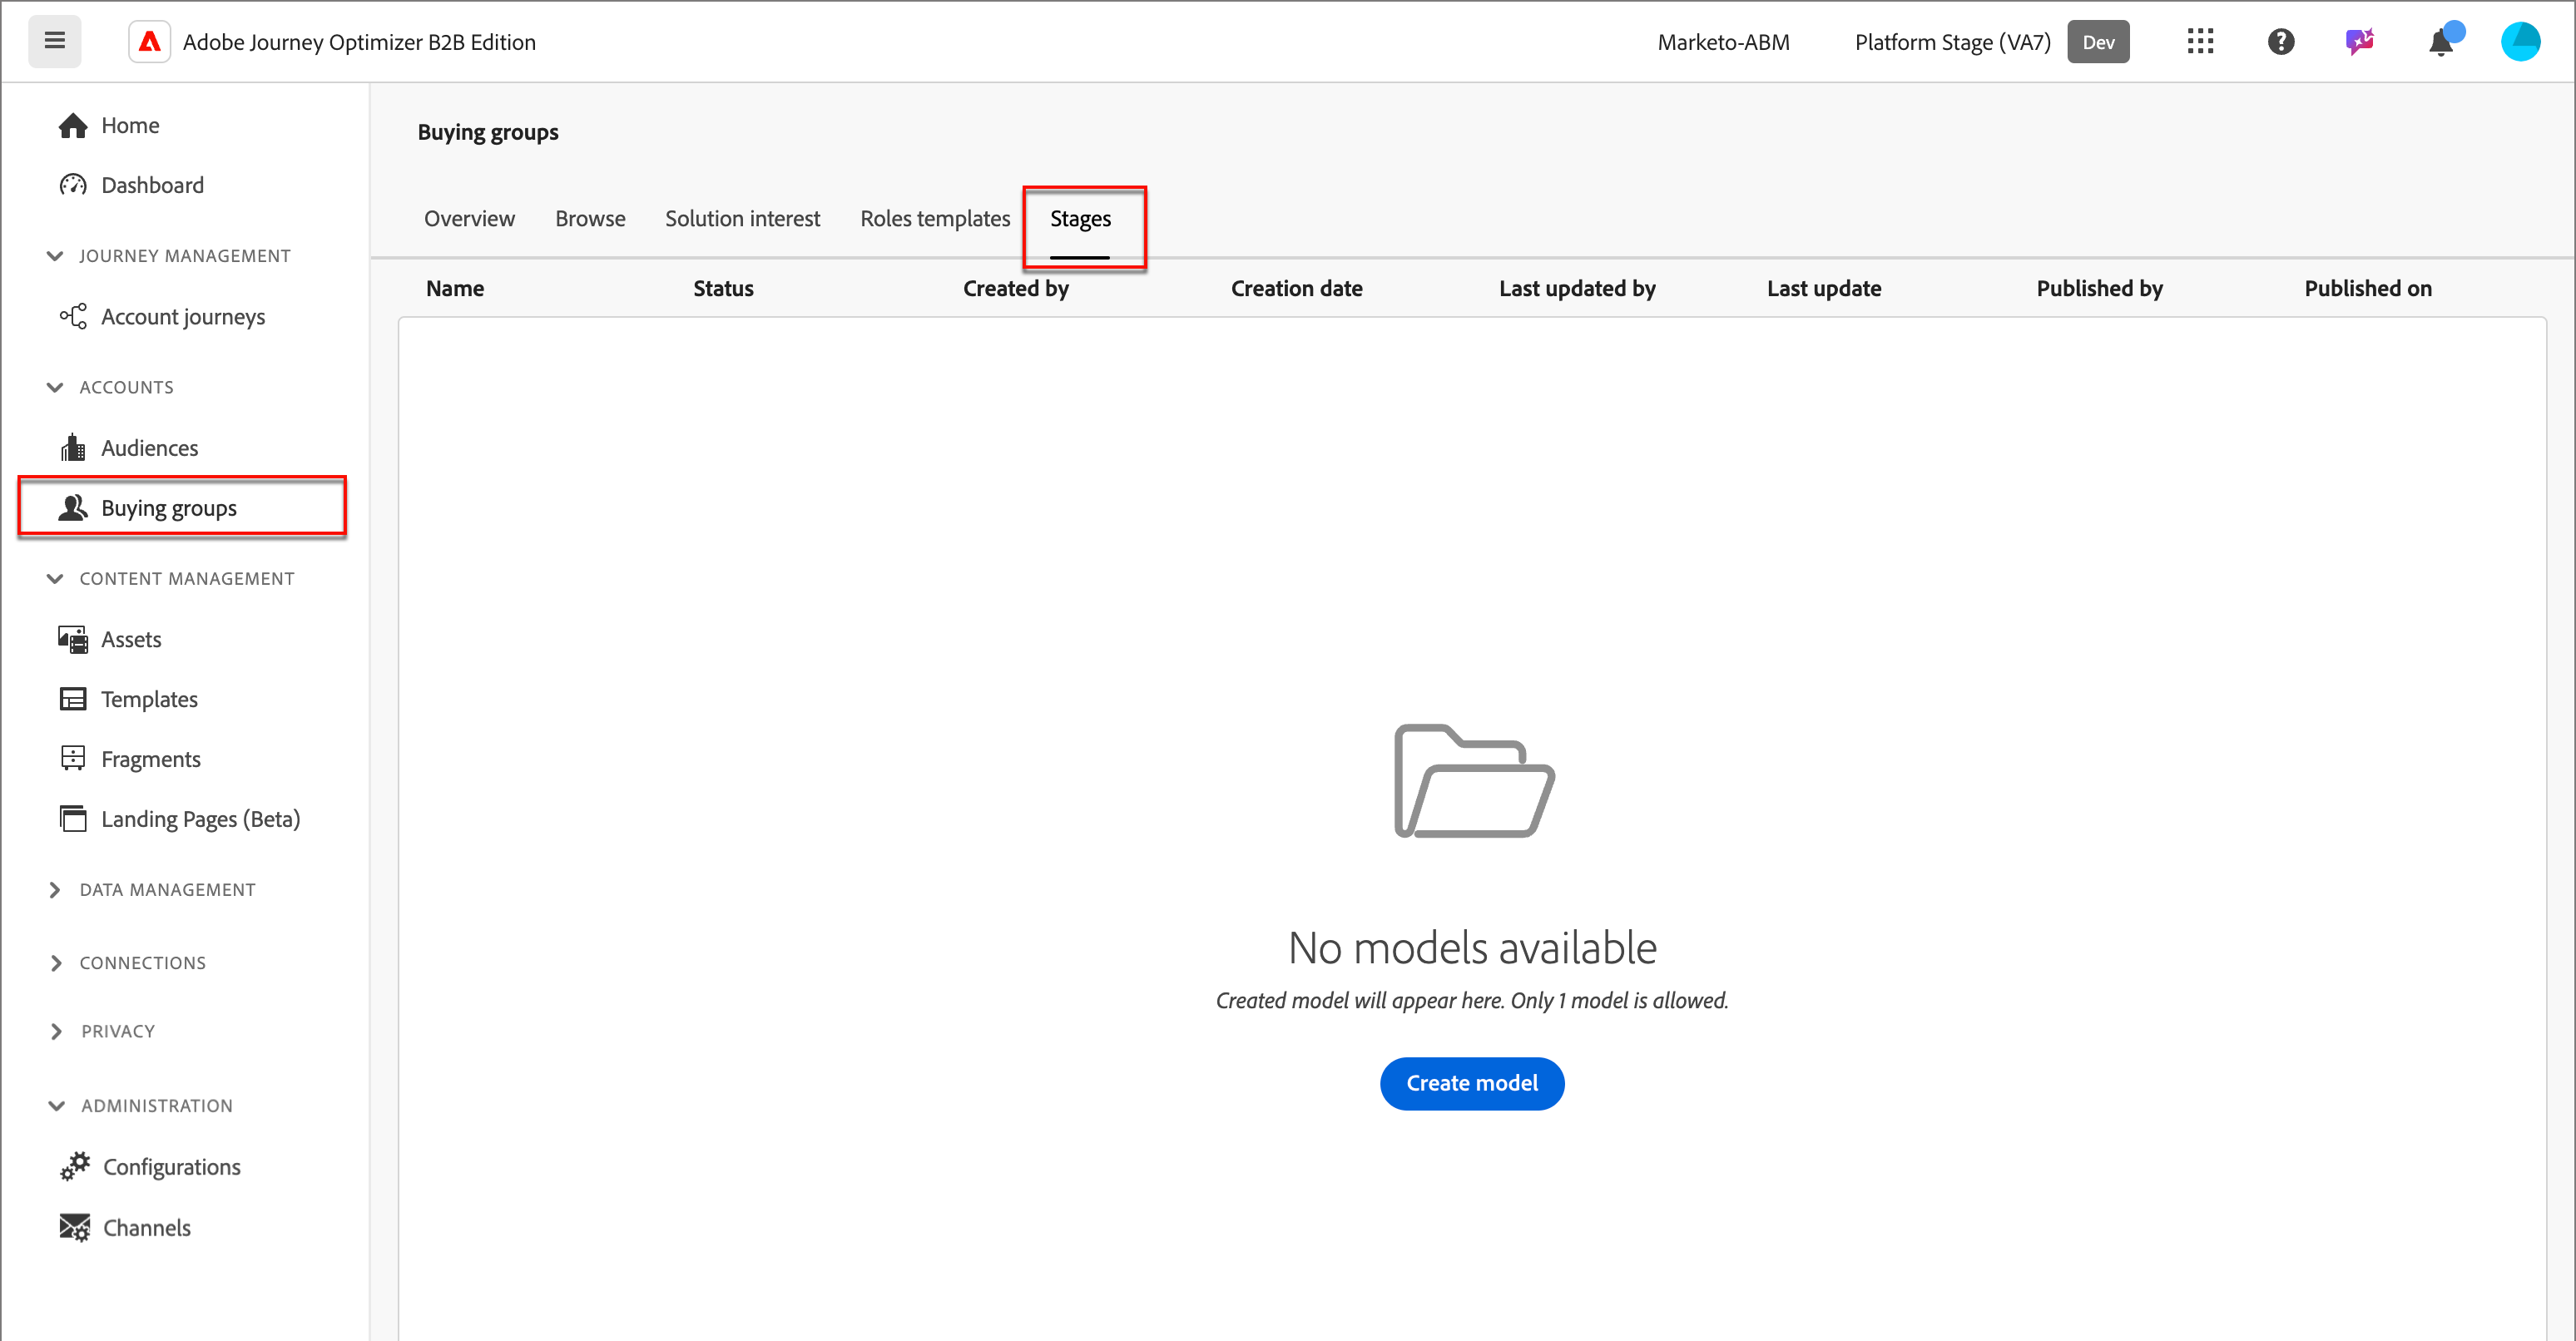 Adobe Journey Optimizer B2B Edition
Marketo-ABM
Platform Stage (VA7)
Dev
Home
Dashboard
JOURNEY MANAGEMENT
Account journeys
ACCOUNTS
Audiences
Buying groups
CONTENT MANAGEMENT
Assets
Templates
Fragments
Landing Pages (Beta)
DATA MANAGEMENT
CONNECTIONS
PRIVACY
ADMINISTRATION
Configurations
Channels
Buying groups
Overview Browse Solution interest Roles templates Stages
Name Status Created by Creation date Last updated by Last update Published by Published on
No models available
Created model will appear here. Only 1 model is allowed.
Create model